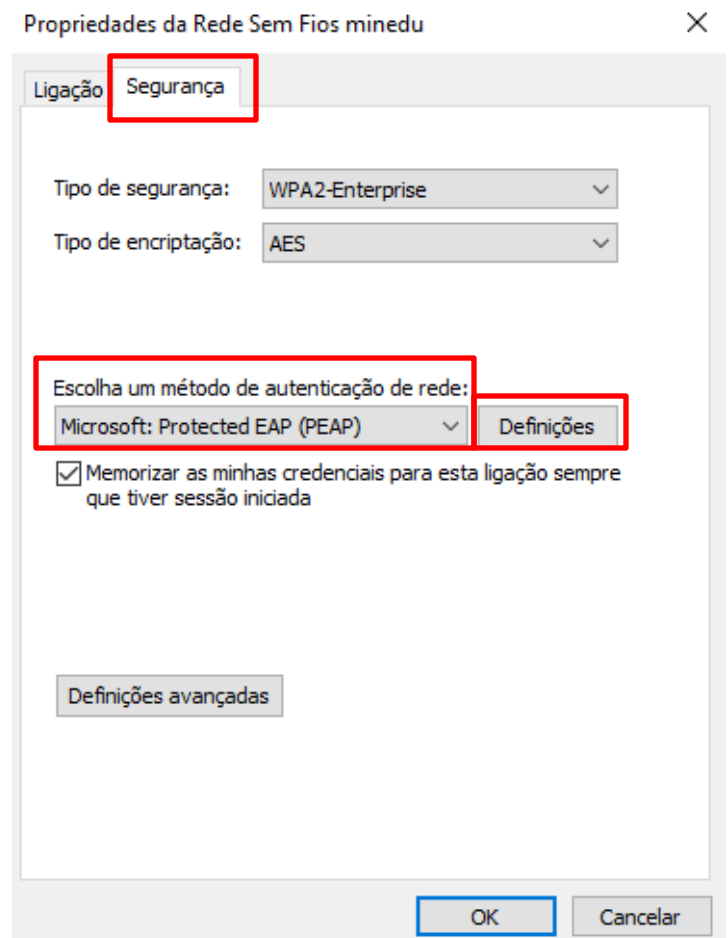 Propriedades da Rede Sem Fios minedu
Ligação Segurança
Tipo de segurança: WPA2-Enterprise
Tipo de encriptação: AES
Escolha um método de autenticação de rede:
Microsoft: Protected EAP (PEAP) Definições
Memorizar as minhas credenciais para esta ligação sempre
que tiver sessão iniciada
Definições avançadas
OK Cancelar